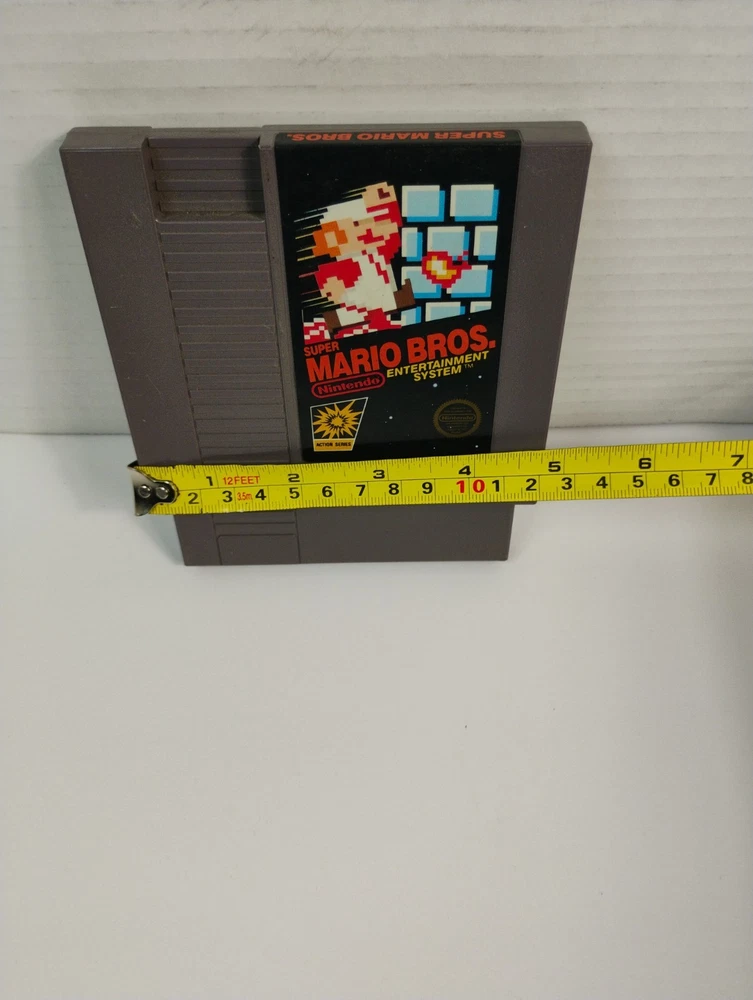 SUPER MARIO BROS.
SUPER
MARIO BROS.
Nintendo
ENTERTAINMENT
SYSTEM™
ACTION SERIES
Nintendo
1 12FEET 2 3 4 5 6 7
2 3 3.5m 4 5 6 7 8 9 10 1 2 3 4 5 6 7 8